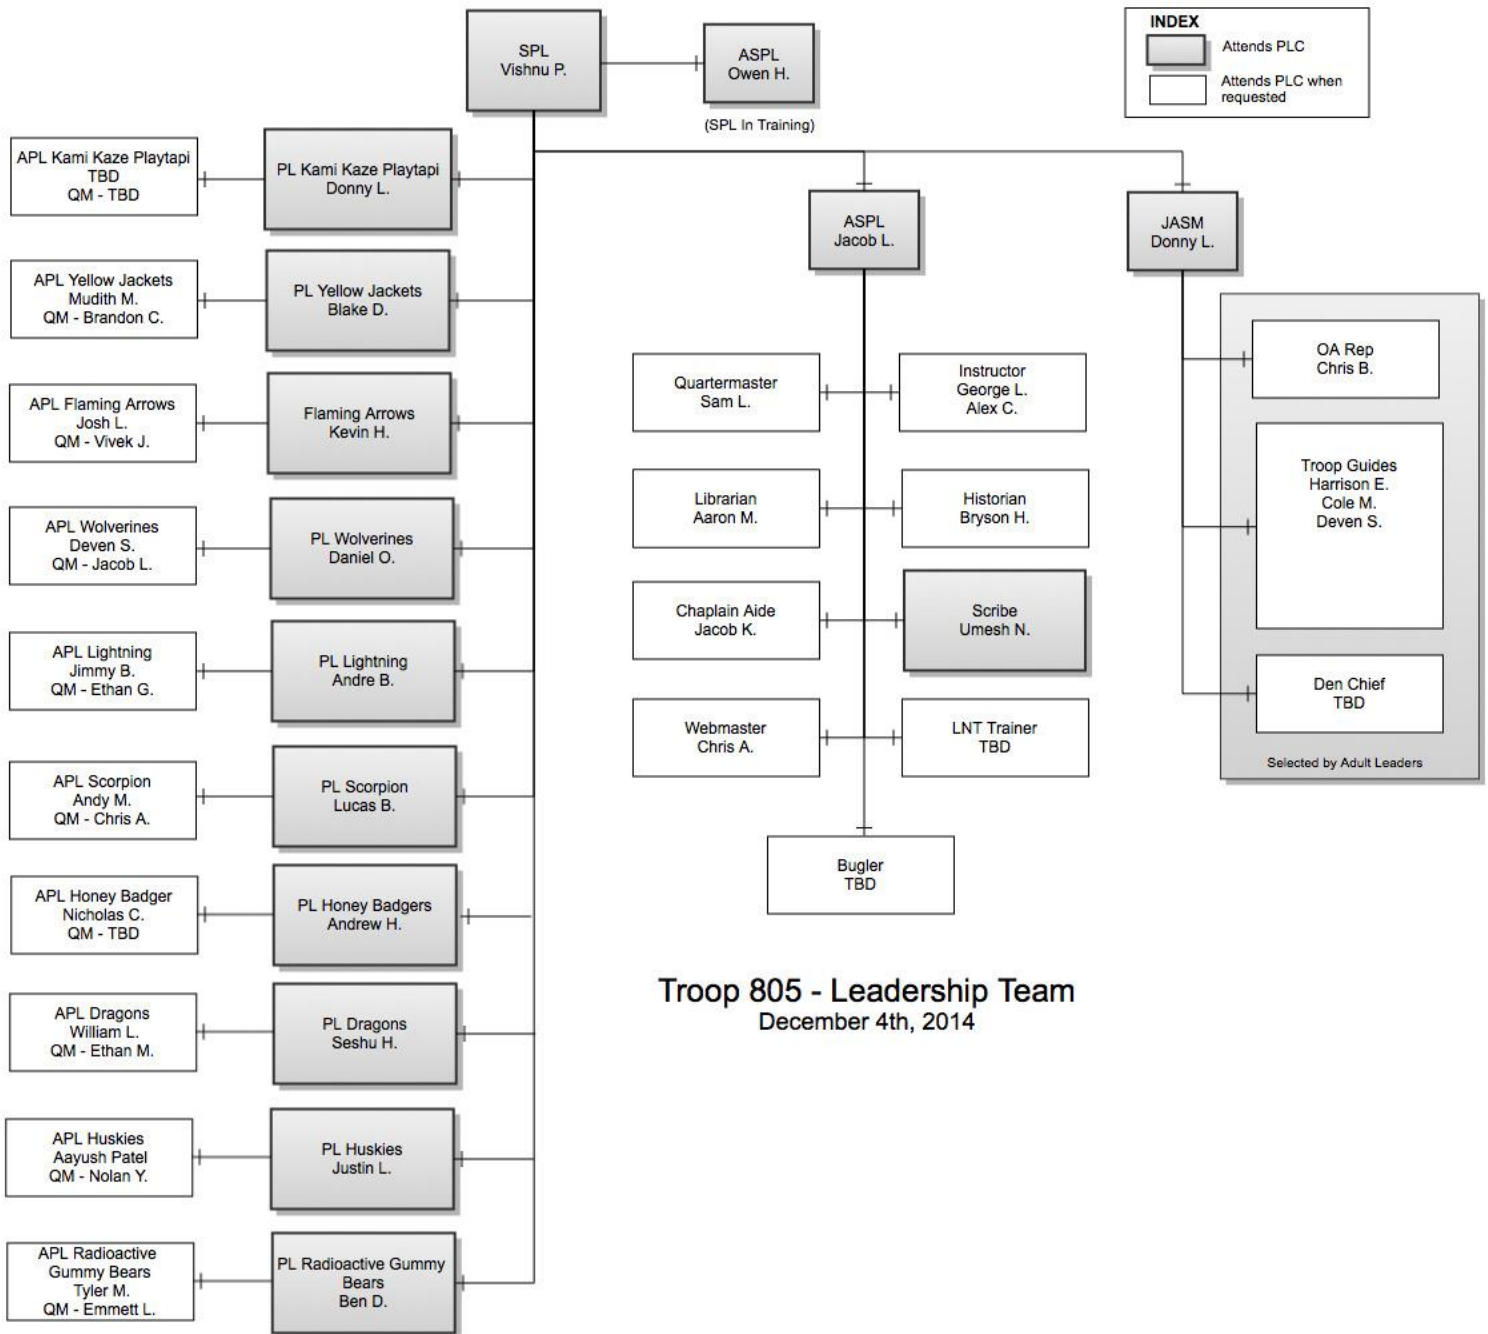 SPL
Vishnu P.
ASPL
Owen H.
(SPL In Training)
INDEX
Attends PLC
Attends PLC when
requested
APL Kami Kaze Playtapi
TBD
QM - TBD
PL Kami Kaze Playtapi
Donny L.
ASPL
Jacob L.
JASM
Donny L.
APL Yellow Jackets
Mudith M.
QM - Brandon C.
PL Yellow Jackets
Blake D.
APL Flaming Arrows
Josh L.
QM - Vivek J.
Flaming Arrows
Kevin H.
APL Wolverines
Deven S.
QM - Jacob L.
PL Wolverines
Daniel O.
APL Lightning
Jimmy B.
QM - Ethan G.
PL Lightning
Andre B.
APL Scorpion
Andy M.
QM - Chris A.
PL Scorpion
Lucas B.
APL Honey Badger
Nicholas C.
QM - TBD
PL Honey Badgers
Andrew H.
APL Dragons
William L.
QM - Ethan M.
PL Dragons
Seshu H.
APL Huskies
Aayush Patel
QM - Nolan Y.
PL Huskies
Justin L.
APL Radioactive
Gummy Bears
Tyler M.
QM - Emmett L.
PL Radioactive Gummy
Bears
Ben D.
Quartermaster
Sam L.
Instructor
George L.
Alex C.
Librarian
Aaron M.
Historian
Bryson H.
Chaplain Aide
Jacob K.
Scribe
Umesh N.
Webmaster
Chris A.
LNT Trainer
TBD
Bugler
TBD
OA Rep
Chris B.
Troop Guides
Harrison E.
Cole M.
Deven S.
Den Chief
TBD
Selected by Adult Leaders
Troop 805 - Leadership Team
December 4th, 2014